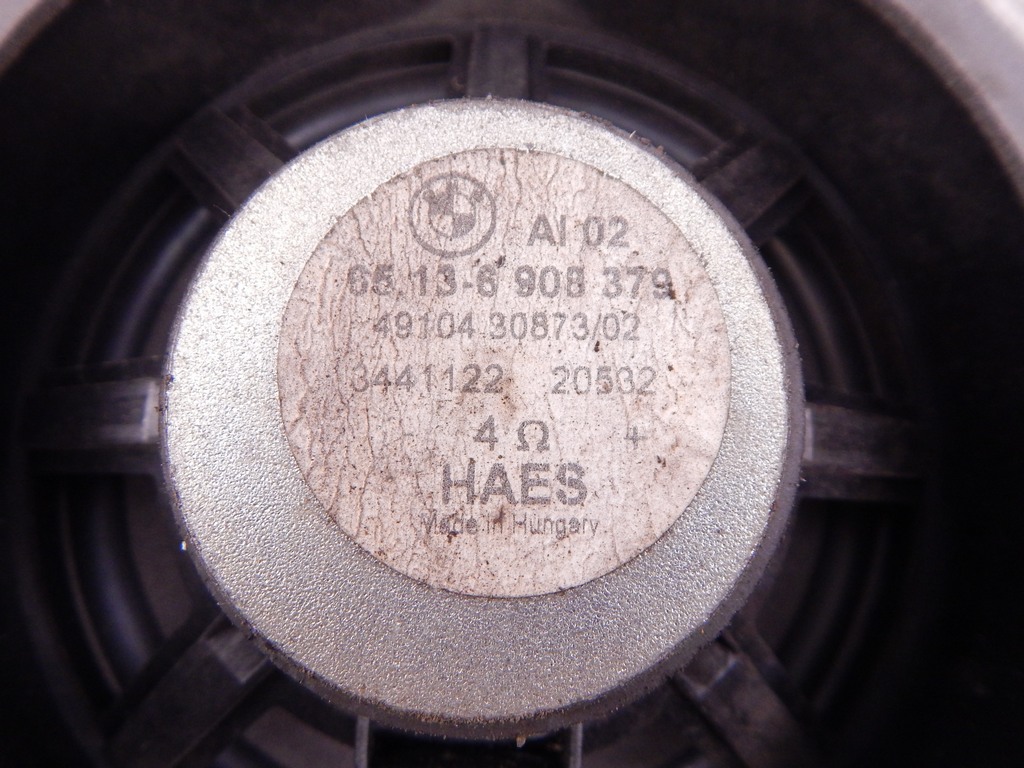 AI 02
65.13-6 908 379
49104 30873/02
3441122 20532
4 Ω +
HAES
Made in Hungary